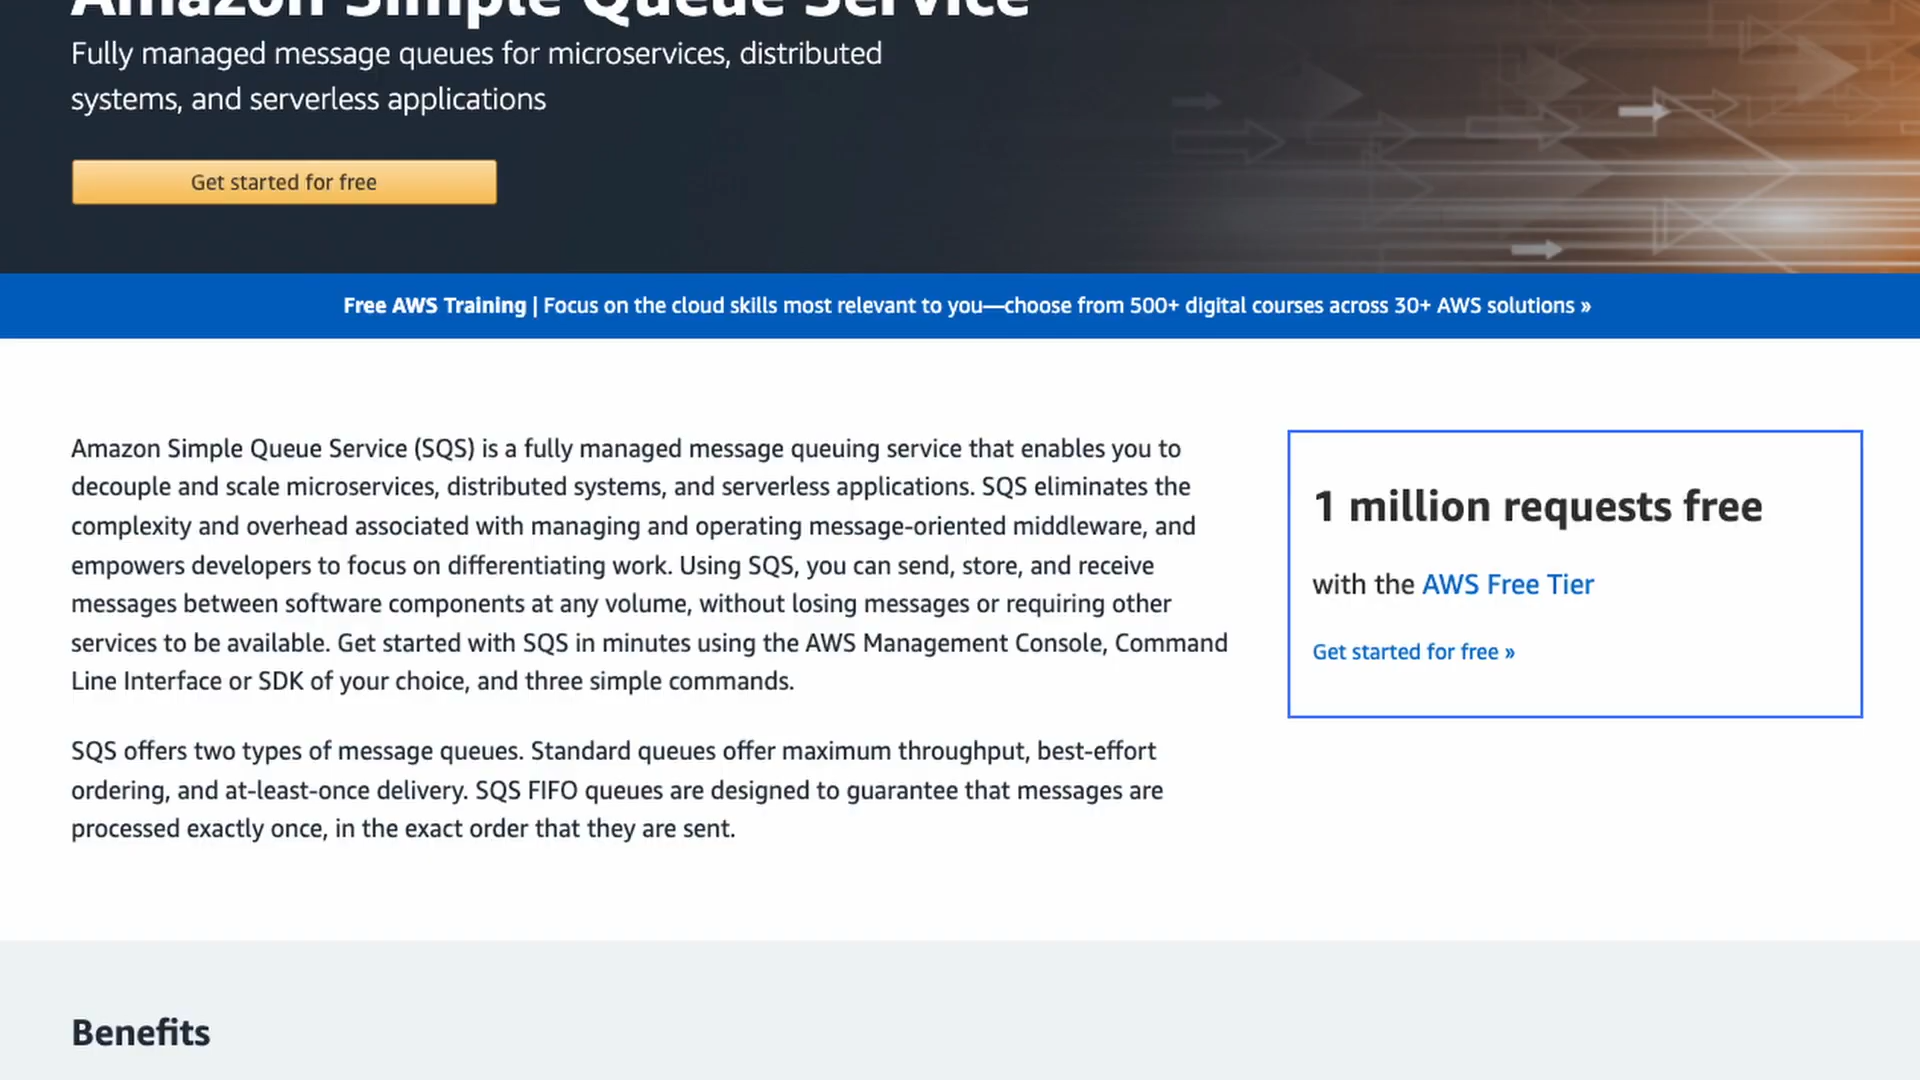 Amazon Simple Queue Service
Fully managed message queues for microservices, distributed
systems, and serverless applications
Get started for free
Free AWS Training | Focus on the cloud skills most relevant to you—choose from 500+ digital courses across 30+ AWS solutions »
Amazon Simple Queue Service (SQS) is a fully managed message queuing service that enables you to
decouple and scale microservices, distributed systems, and serverless applications. SQS eliminates the
complexity and overhead associated with managing and operating message-oriented middleware, and
empowers developers to focus on differentiating work. Using SQS, you can send, store, and receive
messages between software components at any volume, without losing messages or requiring other
services to be available. Get started with SQS in minutes using the AWS Management Console, Command
Line Interface or SDK of your choice, and three simple commands.
SQS offers two types of message queues. Standard queues offer maximum throughput, best-effort
ordering, and at-least-once delivery. SQS FIFO queues are designed to guarantee that messages are
processed exactly once, in the exact order that they are sent.
1 million requests free
with the AWS Free Tier
Get started for free »
Benefits